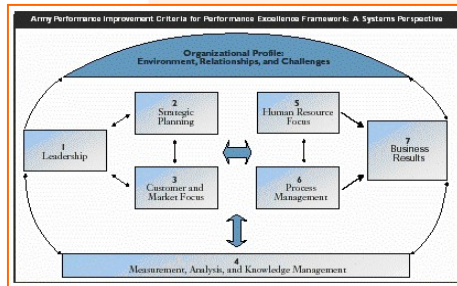 Army Performance Improvement Criteria for Performance Excellence Framework: A Systems Perspective
Organizational Profile:
Environment, Relationships, and Challenges
2
Strategic
Planning
5
Human Resource
Focus
1
Leadership
7
Business
Results
3
Customer and
Market Focus
6
Process
Management
4
Measurement, Analysis, and Knowledge Management